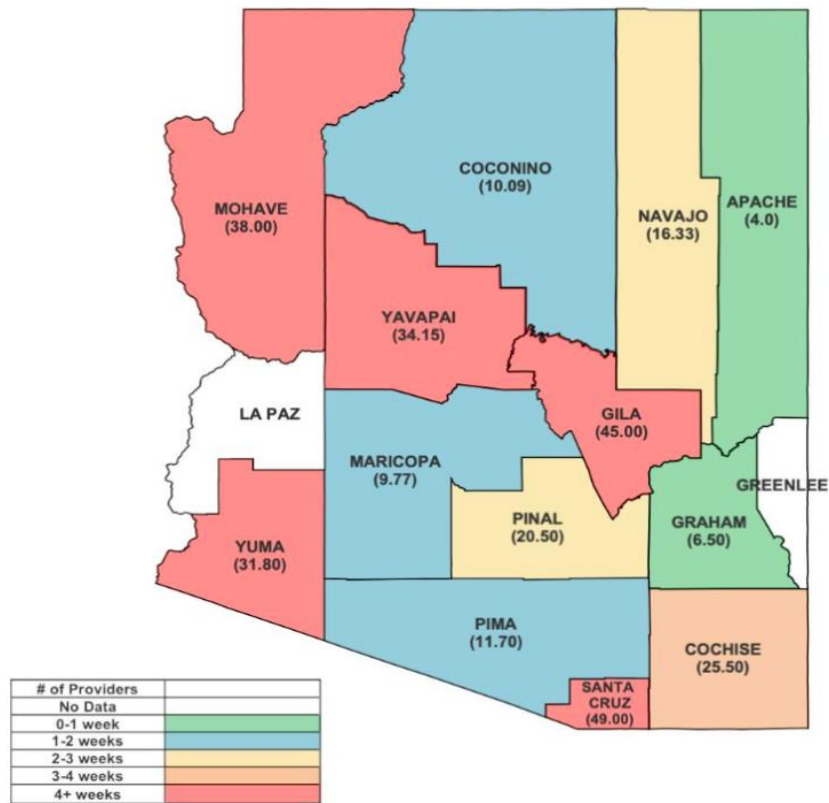 COCONINO
(10.09)
MOHAVE
(38.00)
NAVAJO
(16.33)
APACHE
(4.0)
YAVAPAI
(34.15)
LA PAZ
GILA
(45.00)
MARICOPA
(9.77)
GREENLEE
PINAL
(20.50)
GRAHAM
(6.50)
YUMA
(31.80)
PIMA
(11.70)
COCHISE
(25.50)
SANTA
CRUZ
(49.00)
# of Providers
No Data
0-1 week
1-2 weeks
2-3 weeks
3-4 weeks
4+ weeks